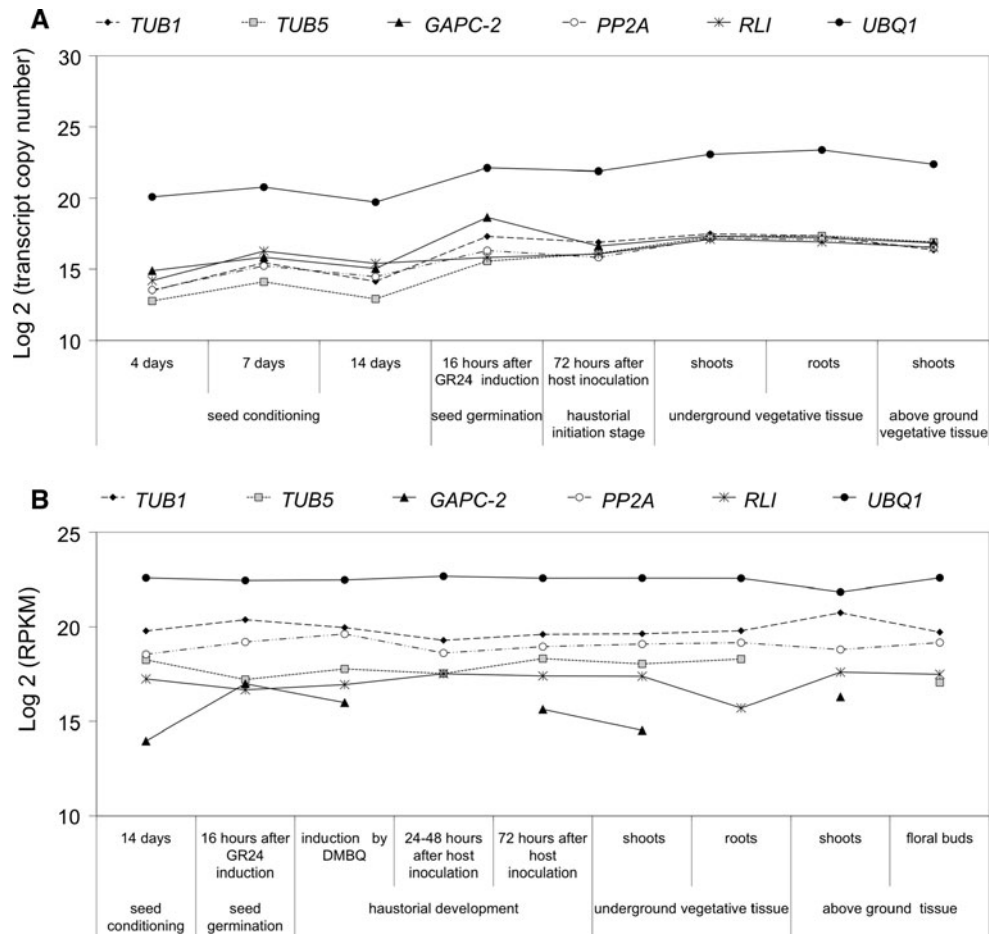 A
TUB1 TUB5 GAPC-2 PP2A RLI UBQ1
30
25
20
15
10
Log 2 (transcript copy number)
4 days 7 days 14 days 16 hours after GR24 induction 72 hours after host inoculation shoots roots shoots
seed conditioning seed germination haustorial initiation stage underground vegetative tissue above ground vegetative tissue
B
TUB1 TUB5 GAPC-2 PP2A RLI UBQ1
25
20
15
10
Log 2 (RPKM)
14 days 16 hours after GR24 induction induction by DMBQ 24-48 hours after host inoculation 72 hours after host inoculation shoots roots shoots floral buds
seed conditioning seed germination haustorial development underground vegetative tissue above ground tissue